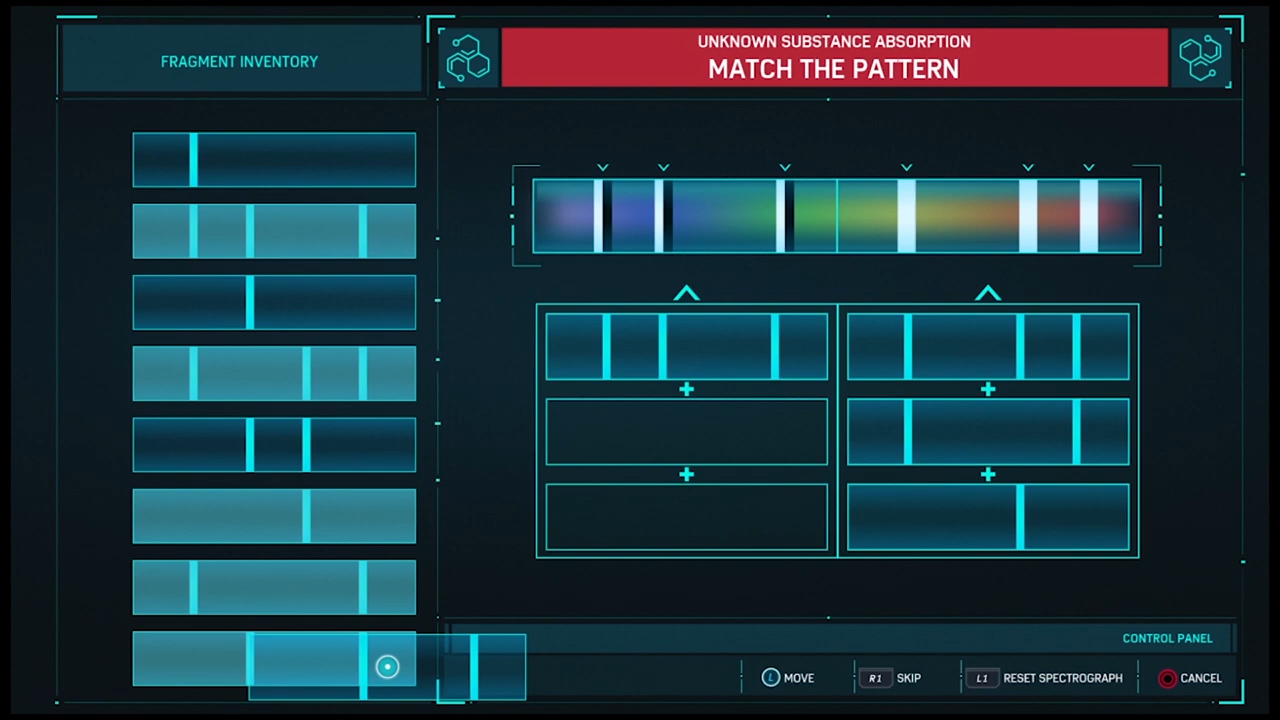 FRAGMENT INVENTORY
UNKNOWN SUBSTANCE ABSORPTION
MATCH THE PATTERN
CONTROL PANEL
L MOVE
R1 SKIP
L1 RESET SPECTROGRAPH
CANCEL